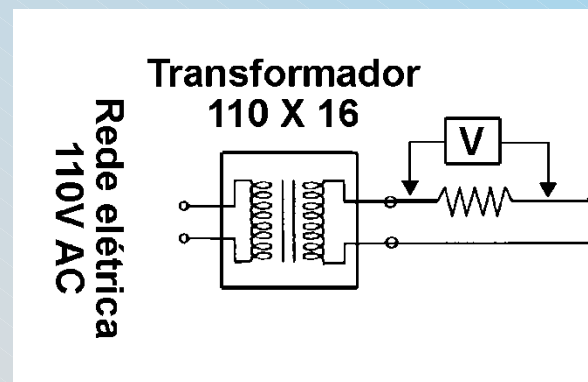 Transformador
110 X 16
Rede elétrica
110V AC
V